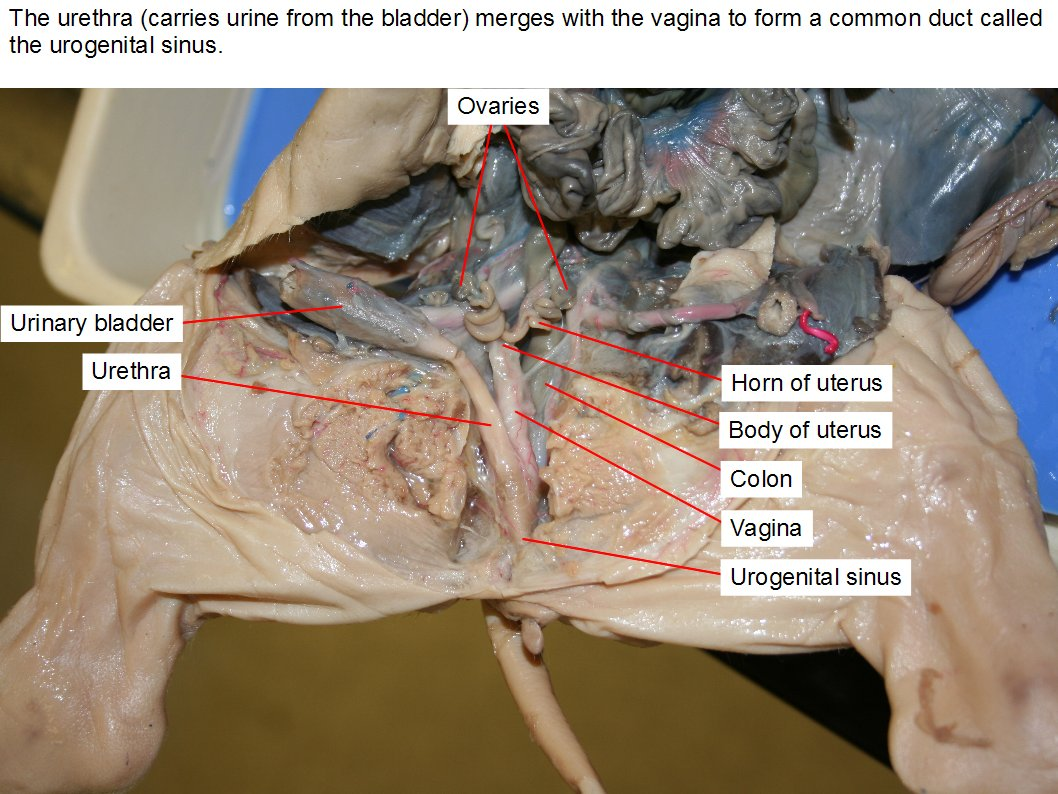 The urethra (carries urine from the bladder) merges with the vagina to form a common duct called
the urogenital sinus.
Ovaries
Urinary bladder
Urethra
Horn of uterus
Body of uterus
Colon
Vagina
Urogenital sinus